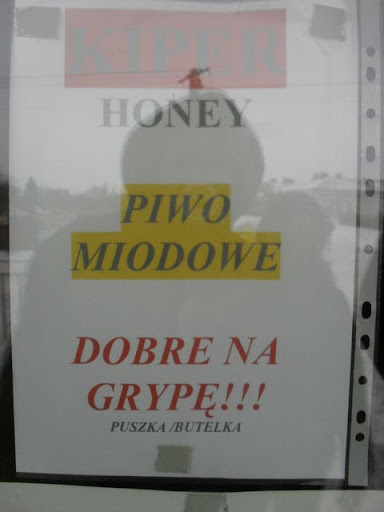 KIPER
HONEY
PIWO
MIODOWE
DOBRE NA
GRYPĘ!!!
PUSZKA /BUTELKA